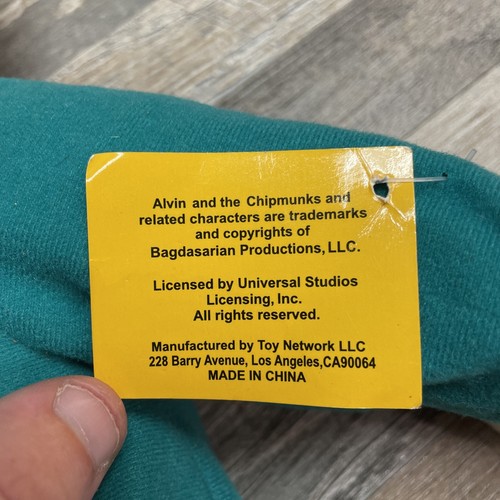 Alvin and the Chipmunks and
related characters are trademarks
and copyrights of
Bagdasarian Productions, LLC.
Licensed by Universal Studios
Licensing, Inc.
All rights reserved.
Manufactured by Toy Network LLC
228 Barry Avenue, Los Angeles,CA90064
MADE IN CHINA